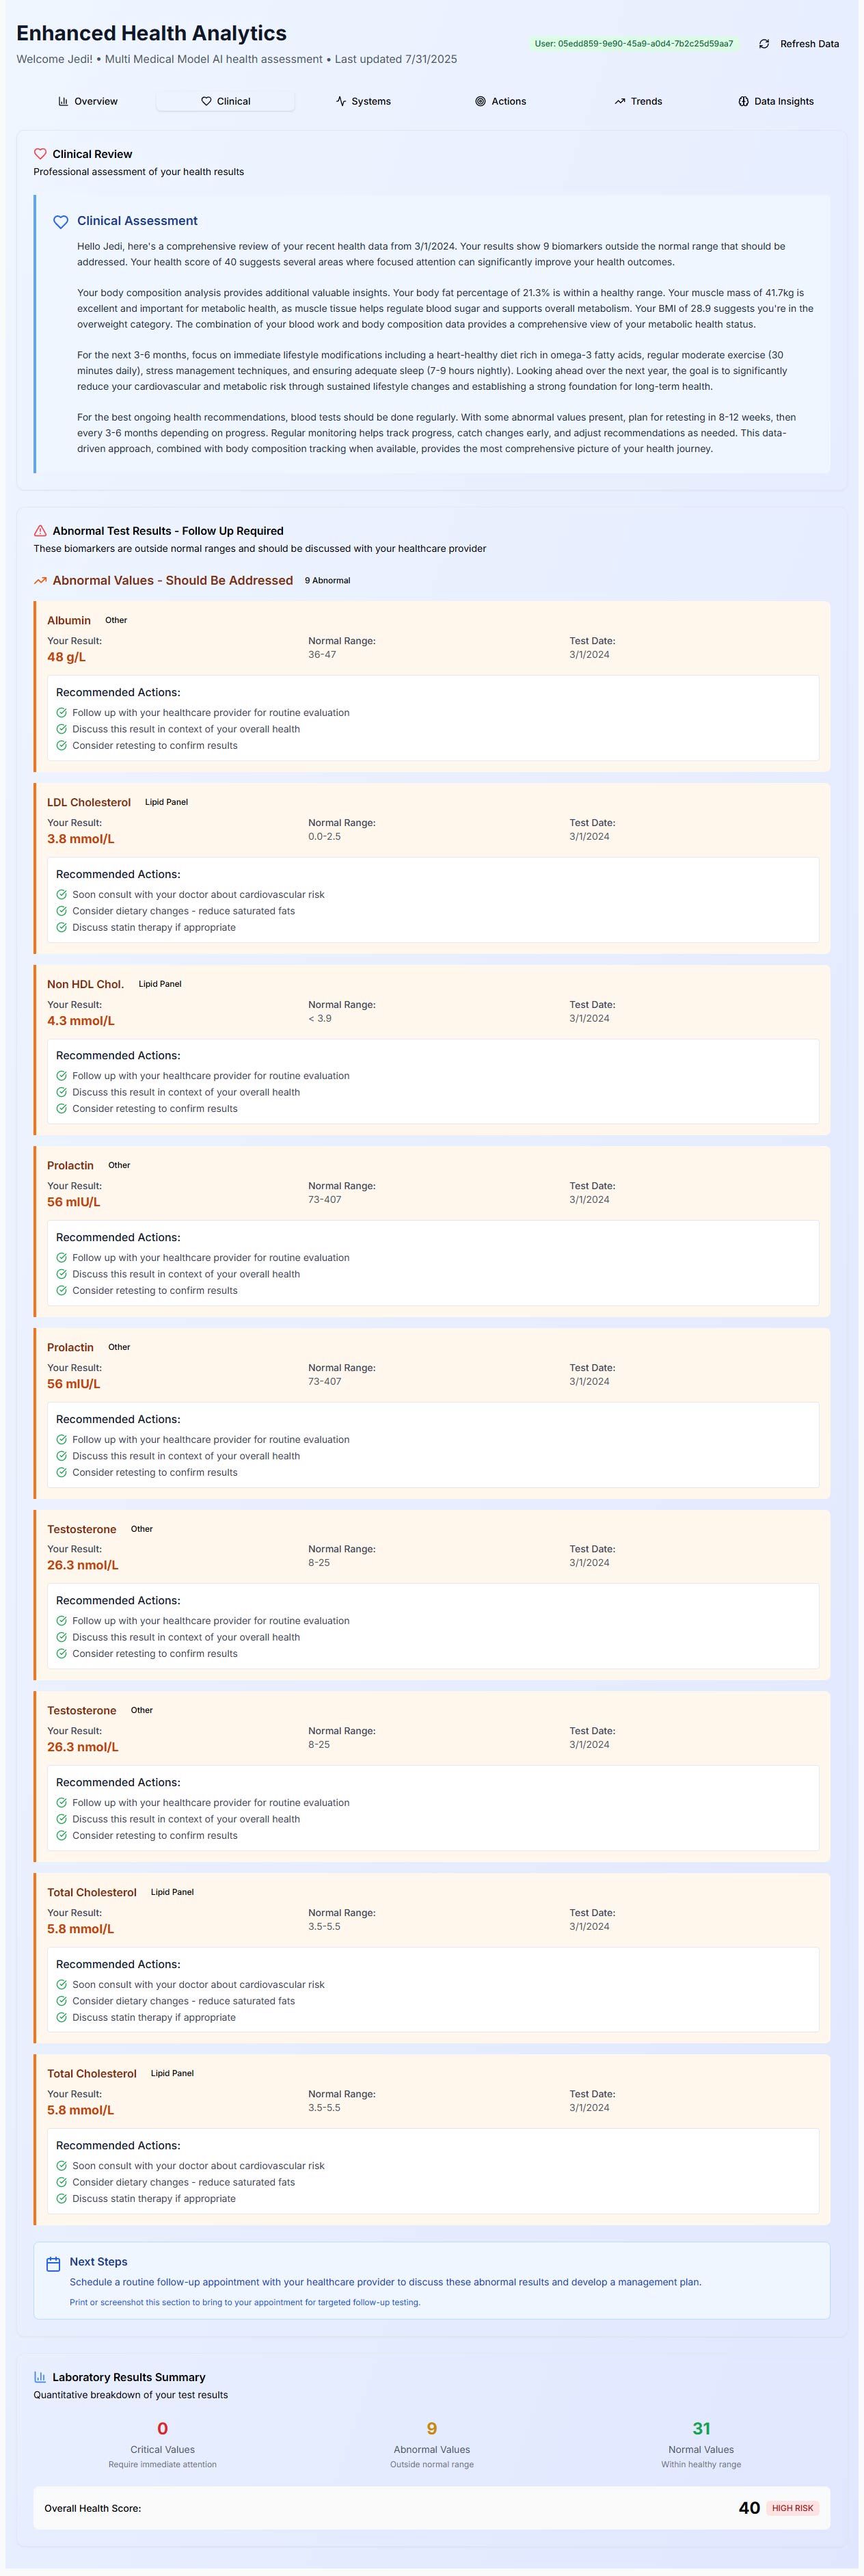 Enhanced Health Analytics
Welcome Jedi! • Multi Medical Model AI health assessment • Last updated 7/31/2025
User: 05edd859-9e90-45a9-a0d4-7b2c25d59aa7
Refresh Data
Overview
Clinical
Systems
Actions
Trends
Data Insights
Clinical Review
Professional assessment of your health results
Clinical Assessment
Hello Jedi, here's a comprehensive review of your recent health data from 3/1/2024. Your results show 9 biomarkers outside the normal range that should be
addressed. Your health score of 40 suggests several areas where focused attention can significantly improve your health outcomes.
Your body composition analysis provides additional valuable insights. Your body fat percentage of 21.3% is within a healthy range. Your muscle mass of 41.7kg is
excellent and important for metabolic health, as muscle tissue helps regulate blood sugar and supports overall metabolism. Your BMI of 28.9 suggests you're in the
overweight category. The combination of your blood work and body composition data provides a comprehensive view of your metabolic health status.
For the next 3-6 months, focus on immediate lifestyle modifications including a heart-healthy diet rich in omega-3 fatty acids, regular moderate exercise (30
minutes daily), stress management techniques, and ensuring adequate sleep (7-9 hours nightly). Looking ahead over the next year, the goal is to significantly
reduce your cardiovascular and metabolic risk through sustained lifestyle changes and establishing a strong foundation for long-term health.
For the best ongoing health recommendations, blood tests should be done regularly. With some abnormal values present, plan for retesting in 8-12 weeks, then
every 3-6 months depending on progress. Regular monitoring helps track progress, catch changes early, and adjust recommendations as needed. This data-
driven approach, combined with body composition tracking when available, provides the most comprehensive picture of your health journey.
Abnormal Test Results - Follow Up Required
These biomarkers are outside normal ranges and should be discussed with your healthcare provider
Abnormal Values - Should Be Addressed 9 Abnormal
Albumin Other
Your Result: Normal Range: Test Date:
48 g/L 36-47 3/1/2024
Recommended Actions:
Follow up with your healthcare provider for routine evaluation
Discuss this result in context of your overall health
Consider retesting to confirm results
LDL Cholesterol Lipid Panel
Your Result: Normal Range: Test Date:
3.8 mmol/L 0.0-2.5 3/1/2024
Recommended Actions:
Soon consult with your doctor about cardiovascular risk
Consider dietary changes - reduce saturated fats
Discuss statin therapy if appropriate
Non HDL Chol. Lipid Panel
Your Result: Normal Range: Test Date:
4.3 mmol/L < 3.9 3/1/2024
Recommended Actions:
Follow up with your healthcare provider for routine evaluation
Discuss this result in context of your overall health
Consider retesting to confirm results
Prolactin Other
Your Result: Normal Range: Test Date:
56 mIU/L 73-407 3/1/2024
Recommended Actions:
Follow up with your healthcare provider for routine evaluation
Discuss this result in context of your overall health
Consider retesting to confirm results
Prolactin Other
Your Result: Normal Range: Test Date:
56 mIU/L 73-407 3/1/2024
Recommended Actions:
Follow up with your healthcare provider for routine evaluation
Discuss this result in context of your overall health
Consider retesting to confirm results
Testosterone Other
Your Result: Normal Range: Test Date:
26.3 nmol/L 8-25 3/1/2024
Recommended Actions:
Follow up with your healthcare provider for routine evaluation
Discuss this result in context of your overall health
Consider retesting to confirm results
Testosterone Other
Your Result: Normal Range: Test Date:
26.3 nmol/L 8-25 3/1/2024
Recommended Actions:
Follow up with your healthcare provider for routine evaluation
Discuss this result in context of your overall health
Consider retesting to confirm results
Total Cholesterol Lipid Panel
Your Result: Normal Range: Test Date:
5.8 mmol/L 3.5-5.5 3/1/2024
Recommended Actions:
Soon consult with your doctor about cardiovascular risk
Consider dietary changes - reduce saturated fats
Discuss statin therapy if appropriate
Total Cholesterol Lipid Panel
Your Result: Normal Range: Test Date:
5.8 mmol/L 3.5-5.5 3/1/2024
Recommended Actions:
Soon consult with your doctor about cardiovascular risk
Consider dietary changes - reduce saturated fats
Discuss statin therapy if appropriate
Next Steps
Schedule a routine follow-up appointment with your healthcare provider to discuss these abnormal results and develop a management plan.
Print or screenshot this section to bring to your appointment for targeted follow-up testing.
Laboratory Results Summary
Quantitative breakdown of your test results
0 9 31
Critical Values Abnormal Values Normal Values
Require immediate attention Outside normal range Within healthy range
Overall Health Score: 40 HIGH RISK